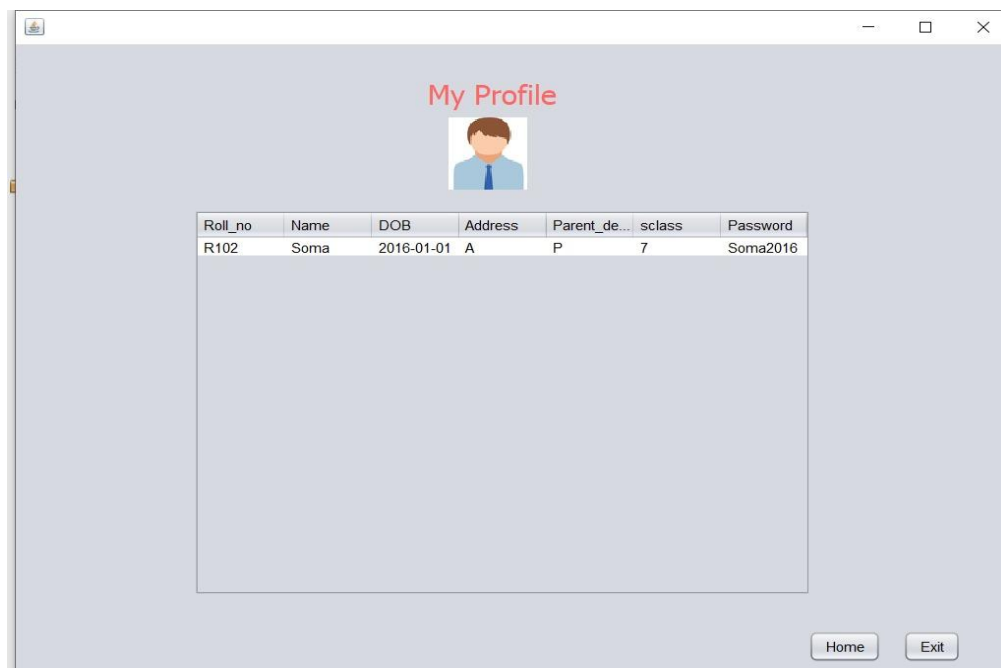 My Profile
Roll_no Name DOB Address Parent_de... sclass Password
R102 Soma 2016-01-01 A P 7 Soma2016
Home Exit